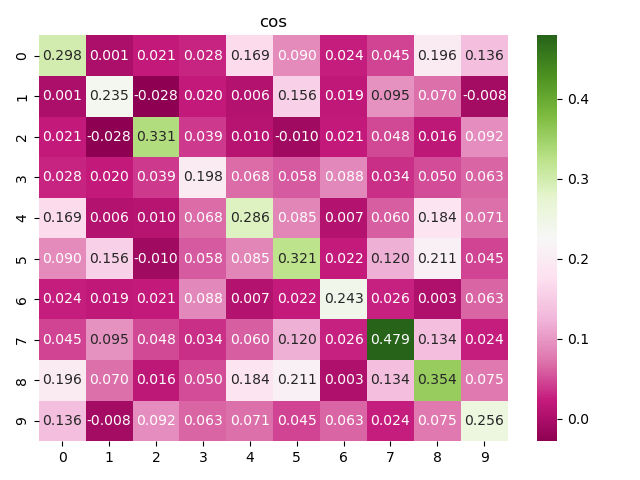 cos
0 0.298 0.001 0.021 0.028 0.169 0.090 0.024 0.045 0.196 0.136
1 0.001 0.235 -0.028 0.020 0.006 0.156 0.019 0.095 0.070 -0.008
2 0.021 -0.028 0.331 0.039 0.010 -0.010 0.021 0.048 0.016 0.092
3 0.028 0.020 0.039 0.198 0.068 0.058 0.088 0.034 0.050 0.063
4 0.169 0.006 0.010 0.068 0.286 0.085 0.007 0.060 0.184 0.071
5 0.090 0.156 -0.010 0.058 0.085 0.321 0.022 0.120 0.211 0.045
6 0.024 0.019 0.021 0.088 0.007 0.022 0.243 0.026 0.003 0.063
7 0.045 0.095 0.048 0.034 0.060 0.120 0.026 0.479 0.134 0.024
8 0.196 0.070 0.016 0.050 0.184 0.211 0.003 0.134 0.354 0.075
9 0.136 -0.008 0.092 0.063 0.071 0.045 0.063 0.024 0.075 0.256
0 1 2 3 4 5 6 7 8 9
0.4
0.3
0.2
0.1
0.0